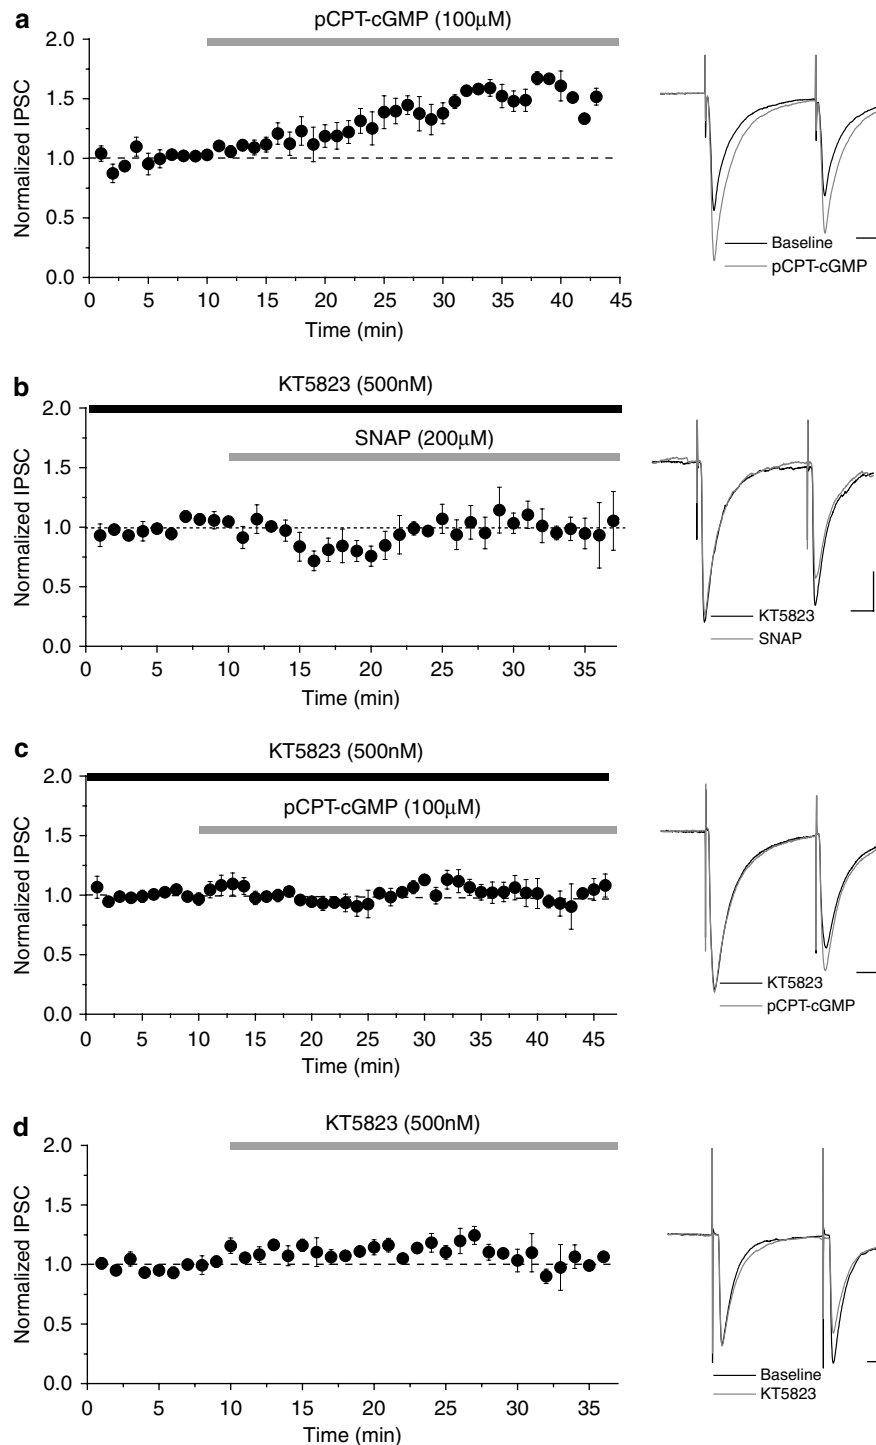 a
pCPT-cGMP (100μM)
2.0
1.5
1.0
0.5
0.0
Normalized IPSC
0 5 10 15 20 25 30 35 40 45
Time (min)
Baseline
pCPT-cGMP
b
KT5823 (500nM)
SNAP (200μM)
2.0
1.5
1.0
0.5
0.0
Normalized IPSC
0 5 10 15 20 25 30 35
Time (min)
KT5823
SNAP
c
KT5823 (500nM)
pCPT-cGMP (100μM)
2.0
1.5
1.0
0.5
0.0
Normalized IPSC
0 5 10 15 20 25 30 35 40 45
Time (min)
KT5823
pCPT-cGMP
d
KT5823 (500nM)
2.0
1.5
1.0
0.5
0.0
Normalized IPSC
0 5 10 15 20 25 30 35
Time (min)
Baseline
KT5823